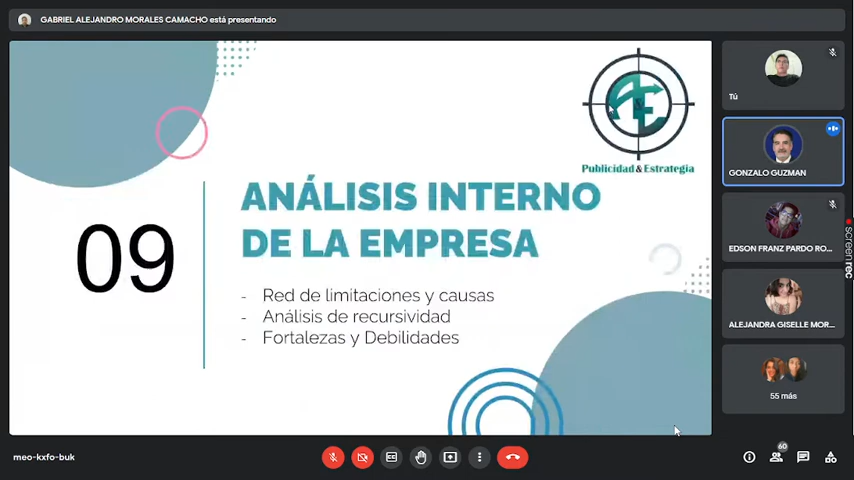 GABRIEL ALEJANDRO MORALES CAMACHO está presentando
AE
Publicidad & Estrategia
09
ANÁLISIS INTERNO
DE LA EMPRESA
- Red de limitaciones y causas
- Análisis de recursividad
- Fortalezas y Debilidades
Tú
GONZALO GUZMAN
EDSON FRANZ PARDO RO...
ALEJANDRA GISELLE MOR...
55 más
screenrec
meo-kxfo-buk
CC
60